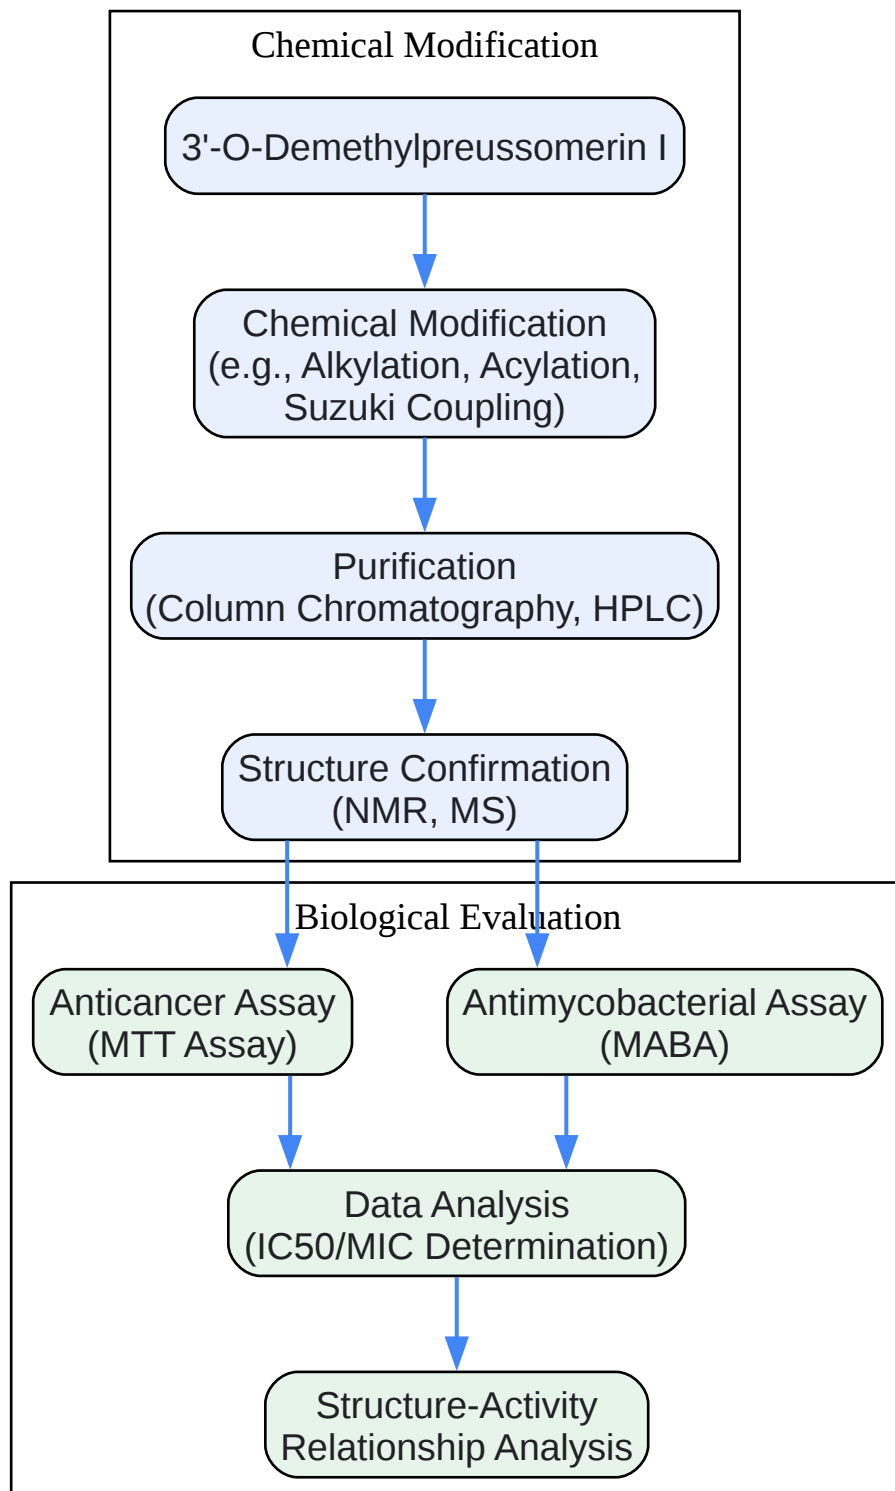 Chemical Modification
3'-O-Demethylpreussomerin I
Chemical Modification
(e.g., Alkylation, Acylation,
Suzuki Coupling)
Purification
(Column Chromatography, HPLC)
Structure Confirmation
(NMR, MS)
Biological Evaluation
Anticancer Assay
(MTT Assay)
Antimycobacterial Assay
(MABA)
Data Analysis
(IC50/MIC Determination)
Structure-Activity
Relationship Analysis